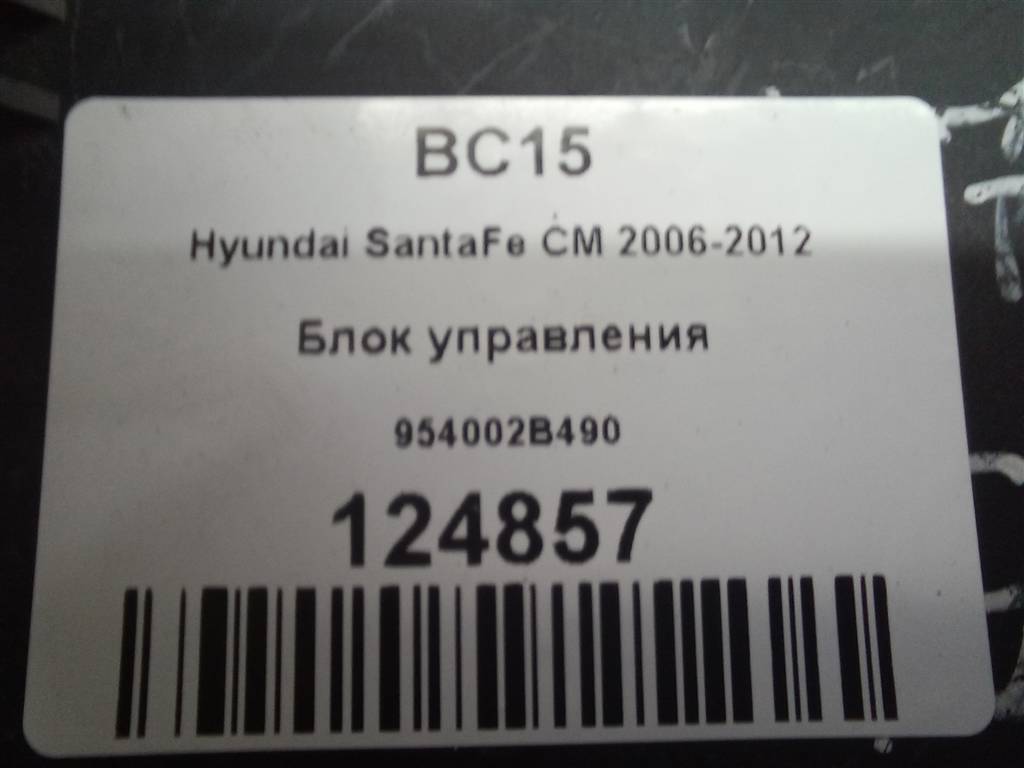 BC15
Hyundai SantaFe CM 2006-2012
Блок управления
954002B490
124857